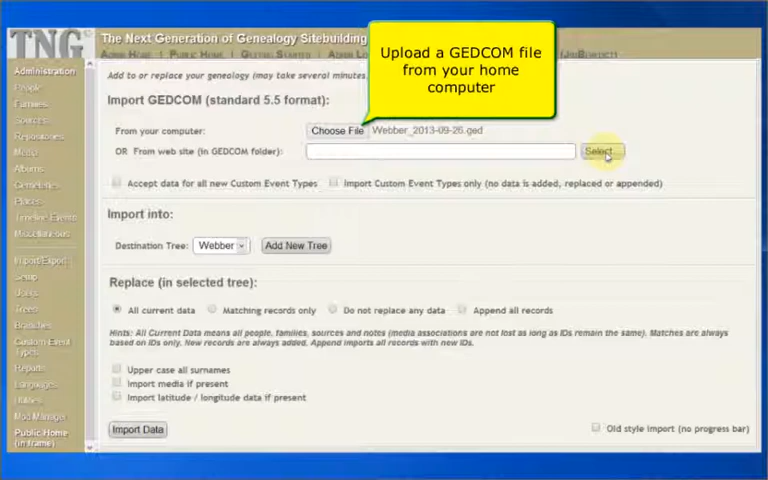 TNG
The Next Generation of Genealogy Sitebuilding
Upload a GEDCOM file
from your home
computer
Admin Home | Public Home | Getting Started | Admin Lo
Administration
People
Families
Sources
Repositories
Media
Albums
Cemeteries
Places
Timeline Events
Miscellaneous
Import/Export
Setup
Users
Trees
Branches
Custom Event
Types
Reports
Languages
Utilities
Mod Manager
Public Home
(in frame)
Add to or replace your genealogy (may take several minutes.
Import GEDCOM (standard 5.5 format):
From your computer: Choose File Webber_2013-09-26.ged
OR From web site (in GEDCOM folder): Select...
Accept data for all new Custom Event Types Import Custom Event Types only (no data is added, replaced or appended)
Import into:
Destination Tree: Webber Add New Tree
Replace (in selected tree):
All current data Matching records only Do not replace any data Append all records
Hints: All Current Data means all people, families, sources and notes (media associations are not lost as long as IDs remain the same). Matches are always
based on IDs only. New records are always added. Append imports all records with new IDs.
Upper case all surnames
Import media if present
Import latitude / longitude data if present
Import Data Old style import (no progress bar)